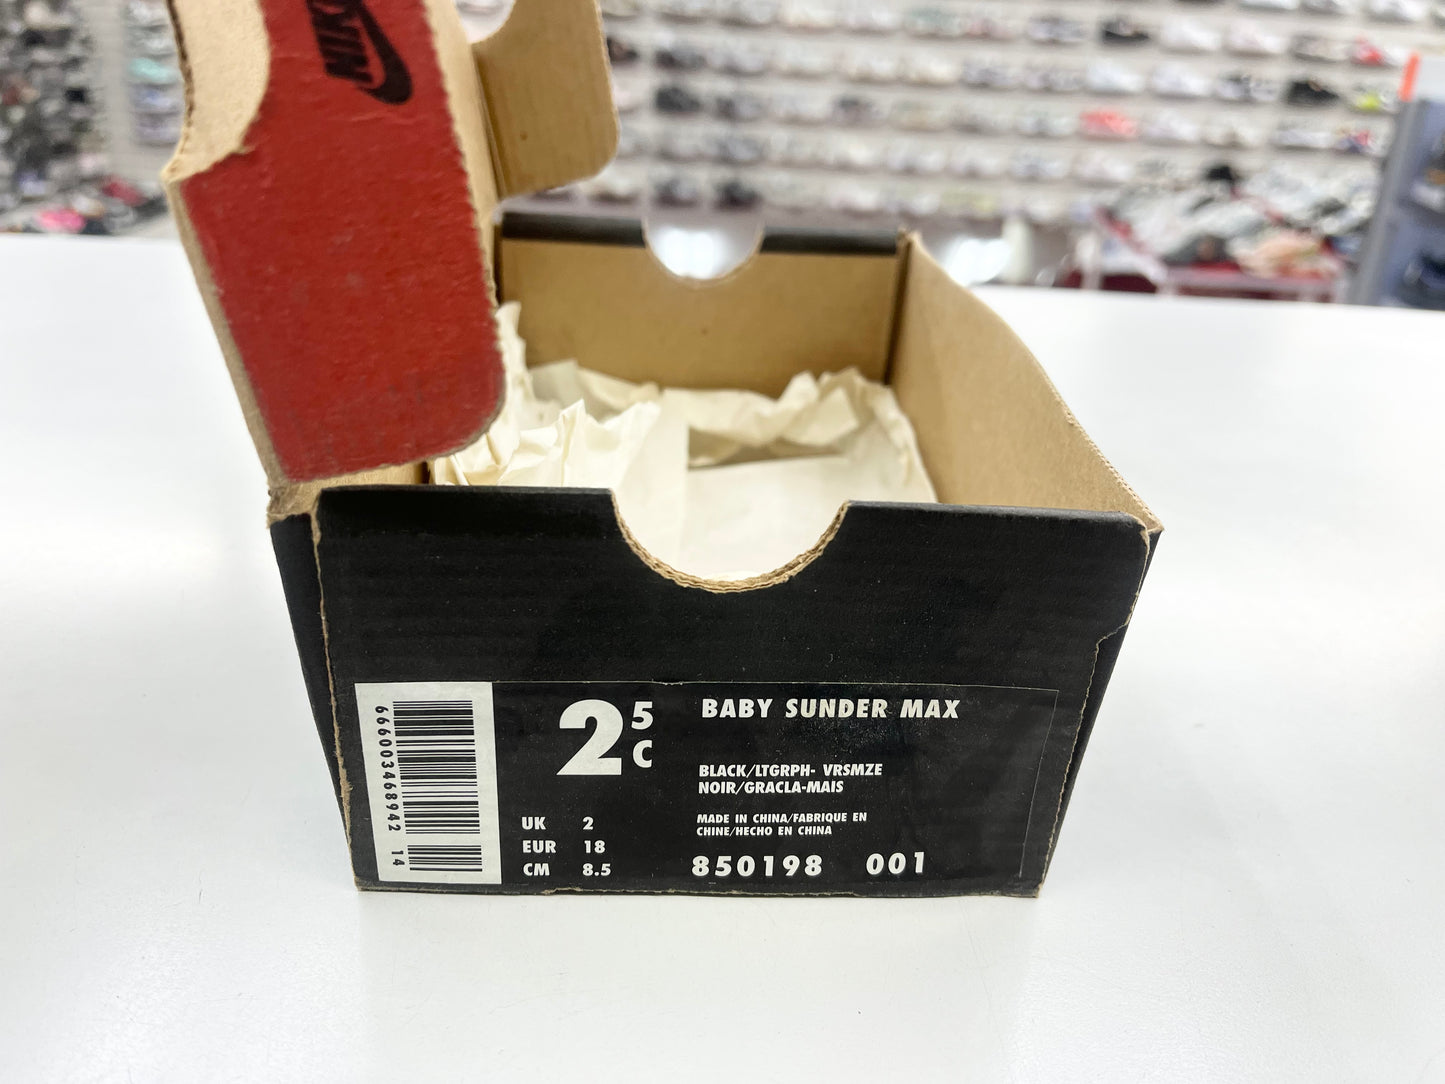 NIKE
666003468942 14
2 5 C
BABY SUNDER MAX
BLACK/LTGRPH- VRSMZE
NOIR/GRACLA-MAIS
UK 2
EUR 18
CM 8.5
MADE IN CHINA/FABRIQUE EN
CHINE/HECHO EN CHINA
850198 001